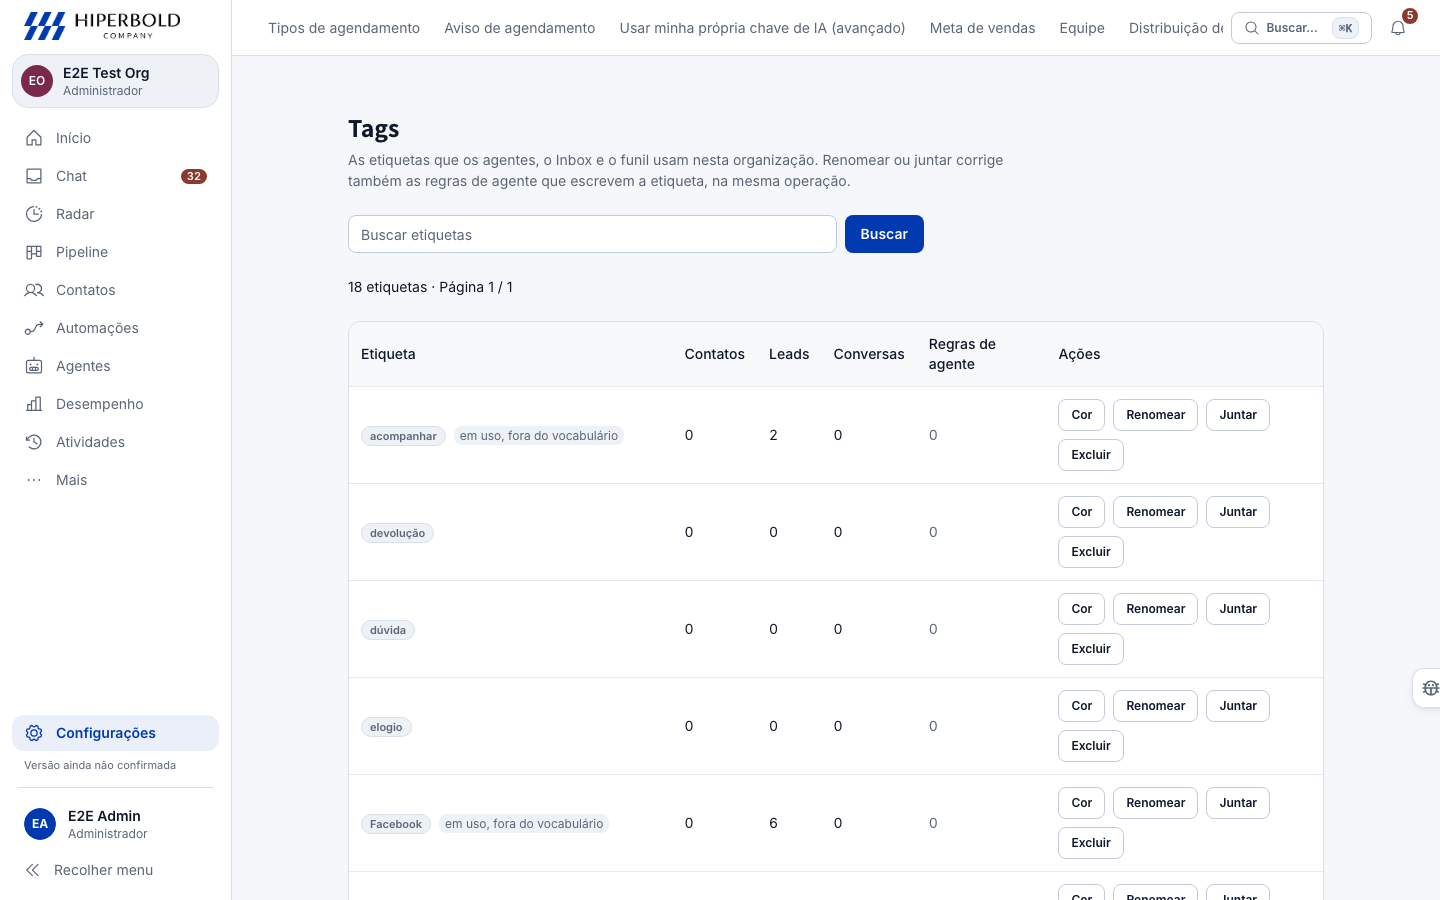 HIPERBOLD
COMPANY
EO
E2E Test Org
Administrador
Início
Chat
32
Radar
Pipeline
Contatos
Automações
Agentes
Desempenho
Atividades
Mais
Configurações
Versão ainda não confirmada
EA
E2E Admin
Administrador
Recolher menu
Tipos de agendamento
Aviso de agendamento
Usar minha própria chave de IA (avançado)
Meta de vendas
Equipe
Distribuição de
Buscar...
⌘K
5
Tags
As etiquetas que os agentes, o Inbox e o funil usam nesta organização. Renomear ou juntar corrige
também as regras de agente que escrevem a etiqueta, na mesma operação.
Buscar etiquetas
Buscar
18 etiquetas · Página 1 / 1
Etiqueta Contatos Leads Conversas Regras de agente Ações
acompanhar em uso, fora do vocabulário 0 2 0 0 Cor Renomear Juntar
Excluir
devolução 0 0 0 0 Cor Renomear Juntar
Excluir
dúvida 0 0 0 0 Cor Renomear Juntar
Excluir
elogio 0 0 0 0 Cor Renomear Juntar
Excluir
Facebook em uso, fora do vocabulário 0 6 0 0 Cor Renomear Juntar
Excluir
Cor Renomear Juntar